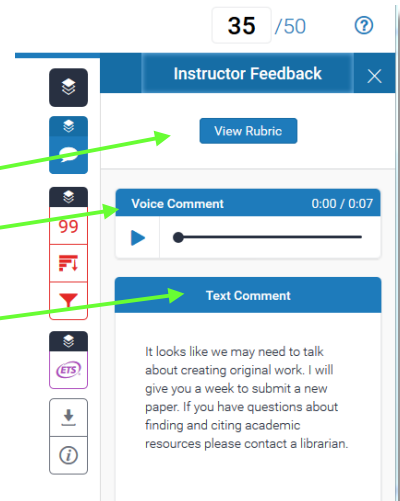 35 /50 ?
Instructor Feedback
View Rubric
Voice Comment 0:00 / 0:07
99
Text Comment
It looks like we may need to talk
about creating original work. I will
give you a week to submit a new
paper. If you have questions about
finding and citing academic
resources please contact a librarian.
ETS
i